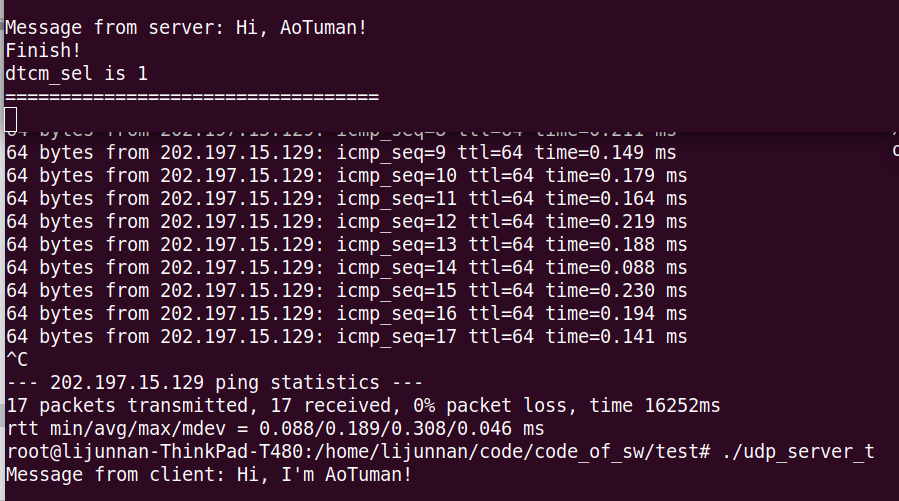 Message from server: Hi, AoTuman!
Finish!
dtcm_sel is 1
==================================
64 bytes from 202.197.15.129: icmp_seq=8 ttl=64 time=0.211 ms
64 bytes from 202.197.15.129: icmp_seq=9 ttl=64 time=0.149 ms
64 bytes from 202.197.15.129: icmp_seq=10 ttl=64 time=0.179 ms
64 bytes from 202.197.15.129: icmp_seq=11 ttl=64 time=0.164 ms
64 bytes from 202.197.15.129: icmp_seq=12 ttl=64 time=0.219 ms
64 bytes from 202.197.15.129: icmp_seq=13 ttl=64 time=0.188 ms
64 bytes from 202.197.15.129: icmp_seq=14 ttl=64 time=0.088 ms
64 bytes from 202.197.15.129: icmp_seq=15 ttl=64 time=0.230 ms
64 bytes from 202.197.15.129: icmp_seq=16 ttl=64 time=0.194 ms
64 bytes from 202.197.15.129: icmp_seq=17 ttl=64 time=0.141 ms
^C
--- 202.197.15.129 ping statistics ---
17 packets transmitted, 17 received, 0% packet loss, time 16252ms
rtt min/avg/max/mdev = 0.088/0.189/0.308/0.046 ms
root@lijunnan-ThinkPad-T480:/home/lijunnan/code/code_of_sw/test# ./udp_server_t
Message from client: Hi, I'm AoTuman!